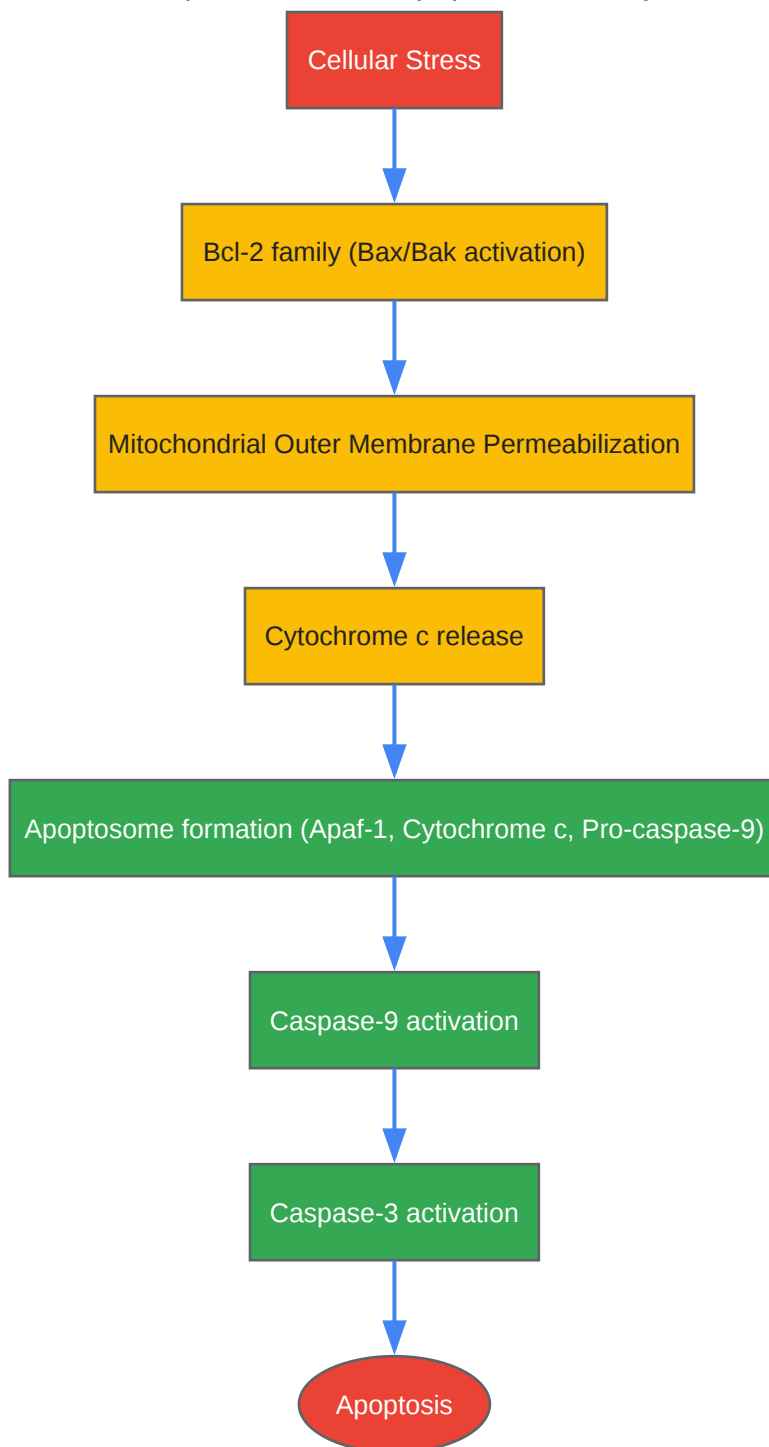 Cellular Stress
Bcl-2 family (Bax/Bak activation)
Mitochondrial Outer Membrane Permeabilization
Cytochrome c release
Apoptosome formation (Apaf-1, Cytochrome c, Pro-caspase-9)
Caspase-9 activation
Caspase-3 activation
Apoptosis